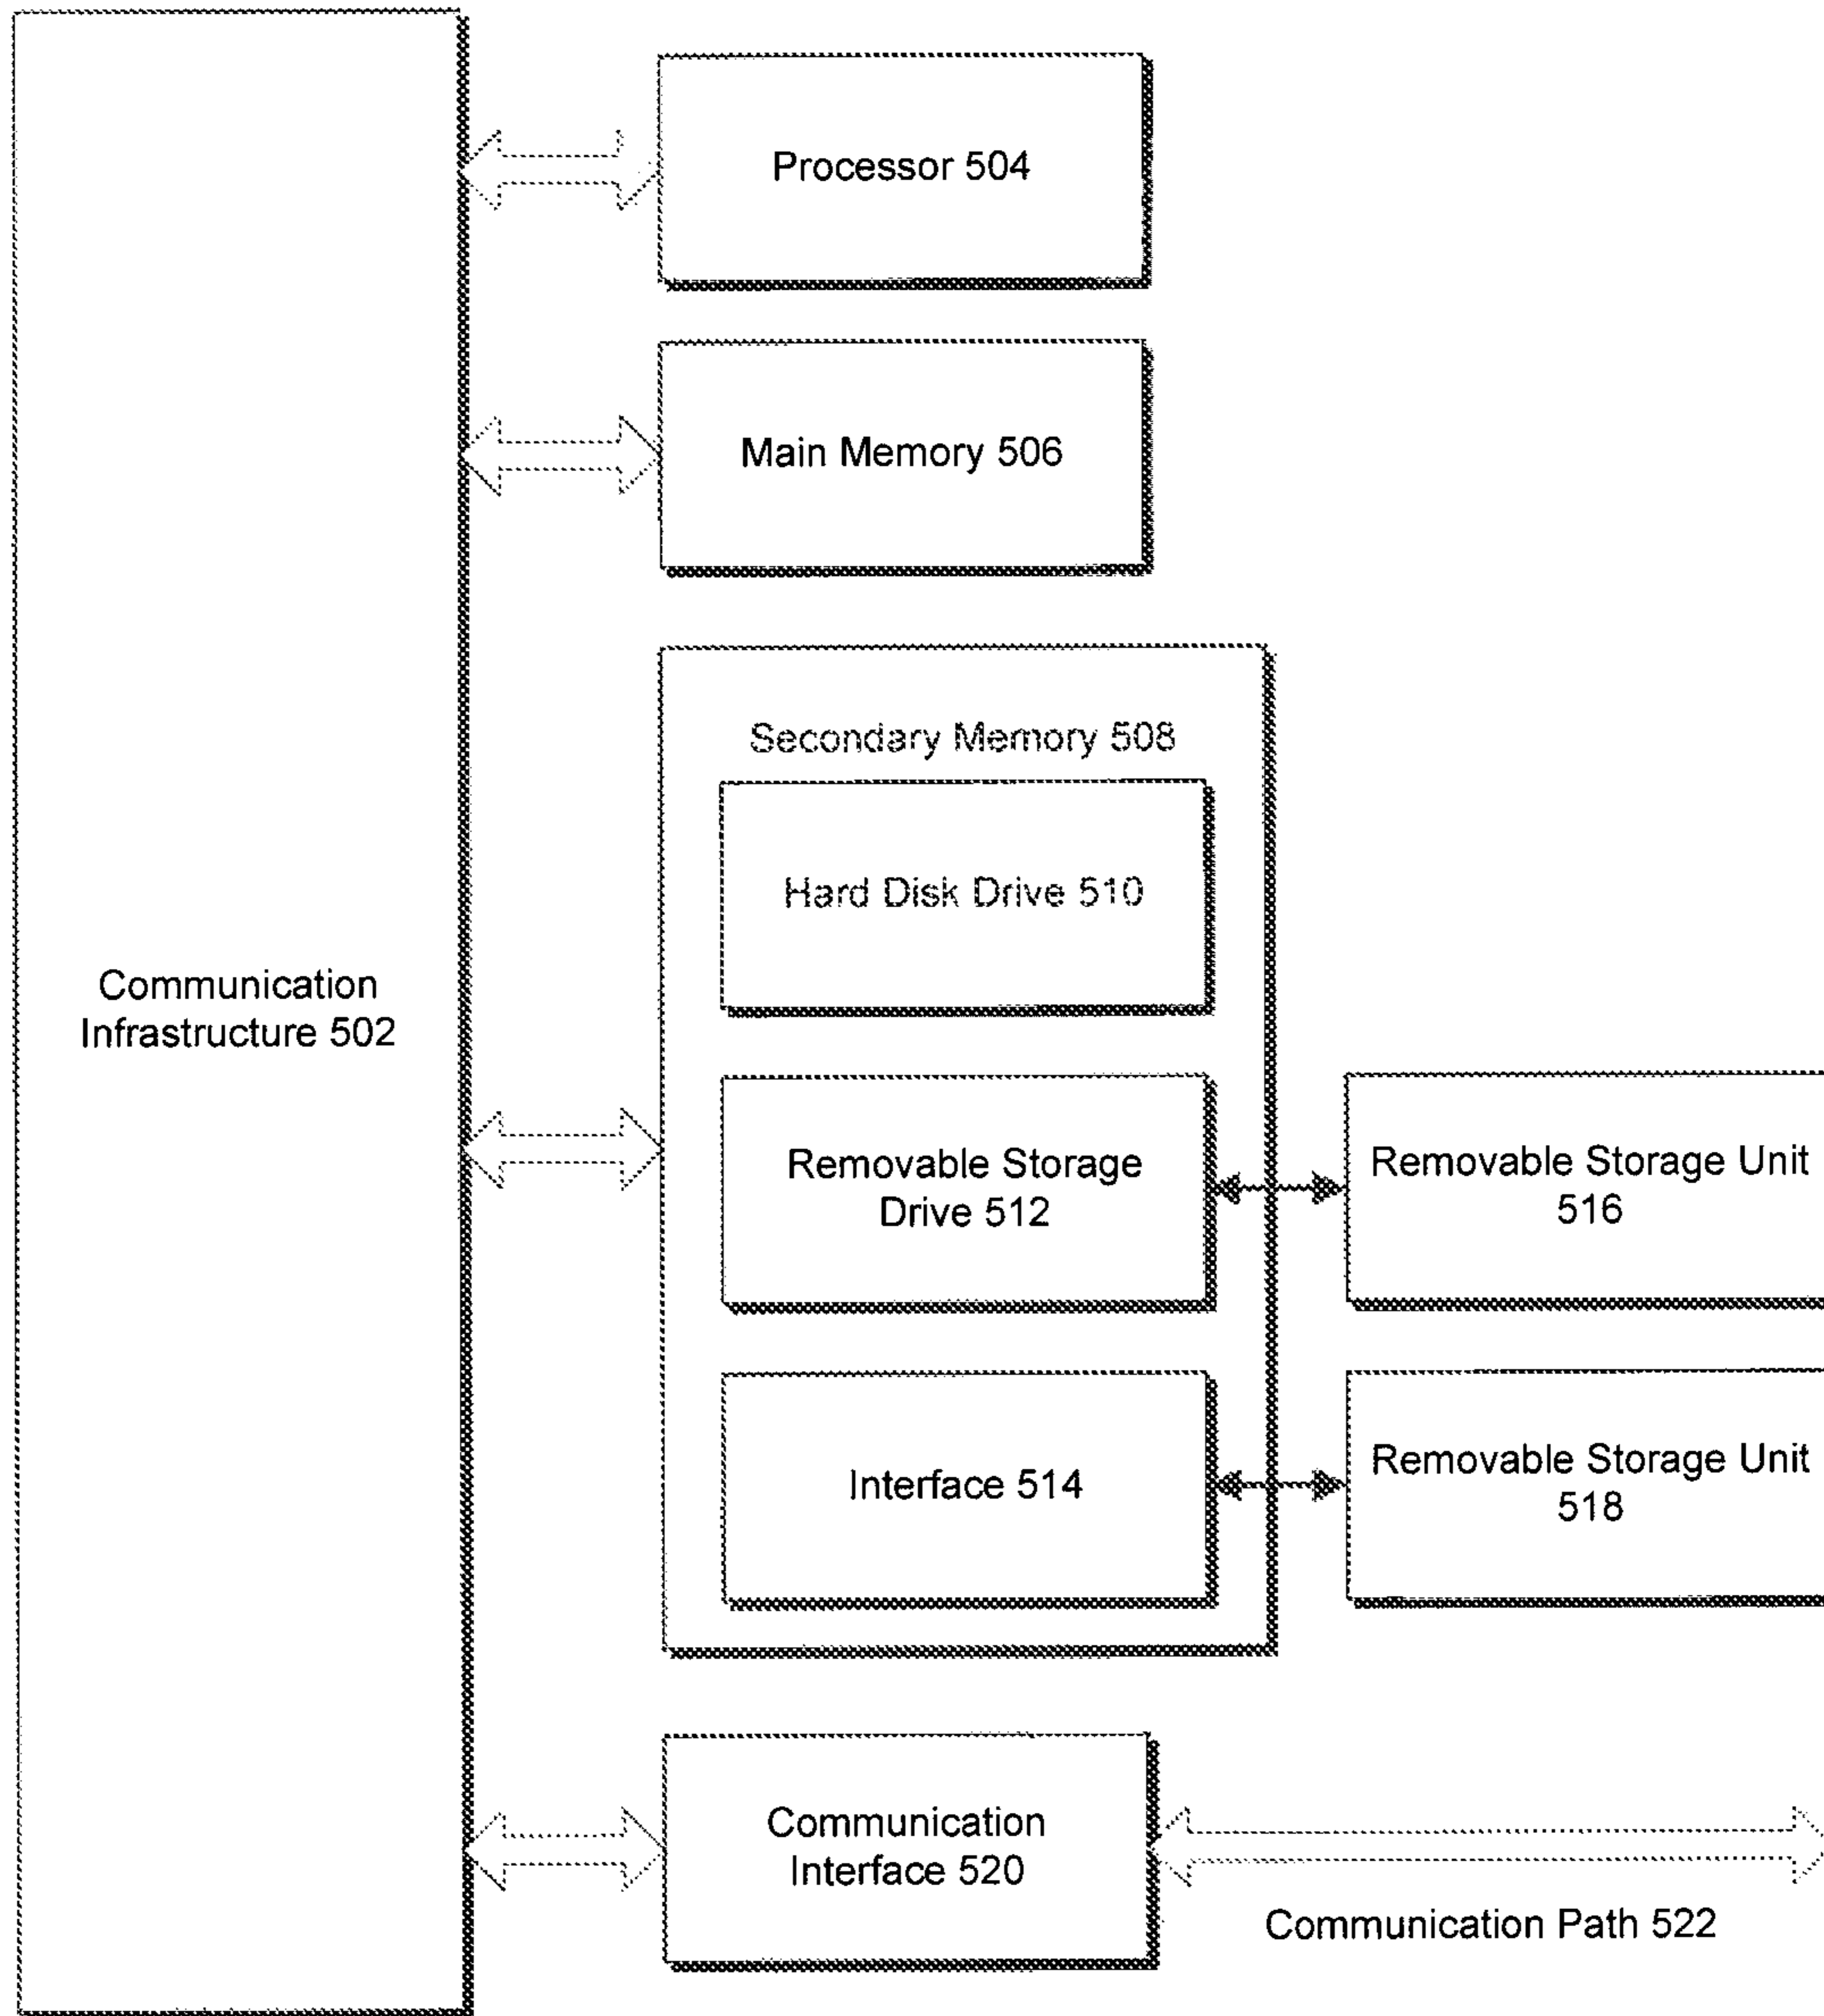 Processor 504
Main Memory 506
Secondary Memory 508
Hard Disk Drive 510
Communication
Infrastructure 502
Removable Storage
Drive 512
Removable Storage Unit
516
Interface 514
Removable Storage Unit
518
Communication
Interface 520
Communication Path 522